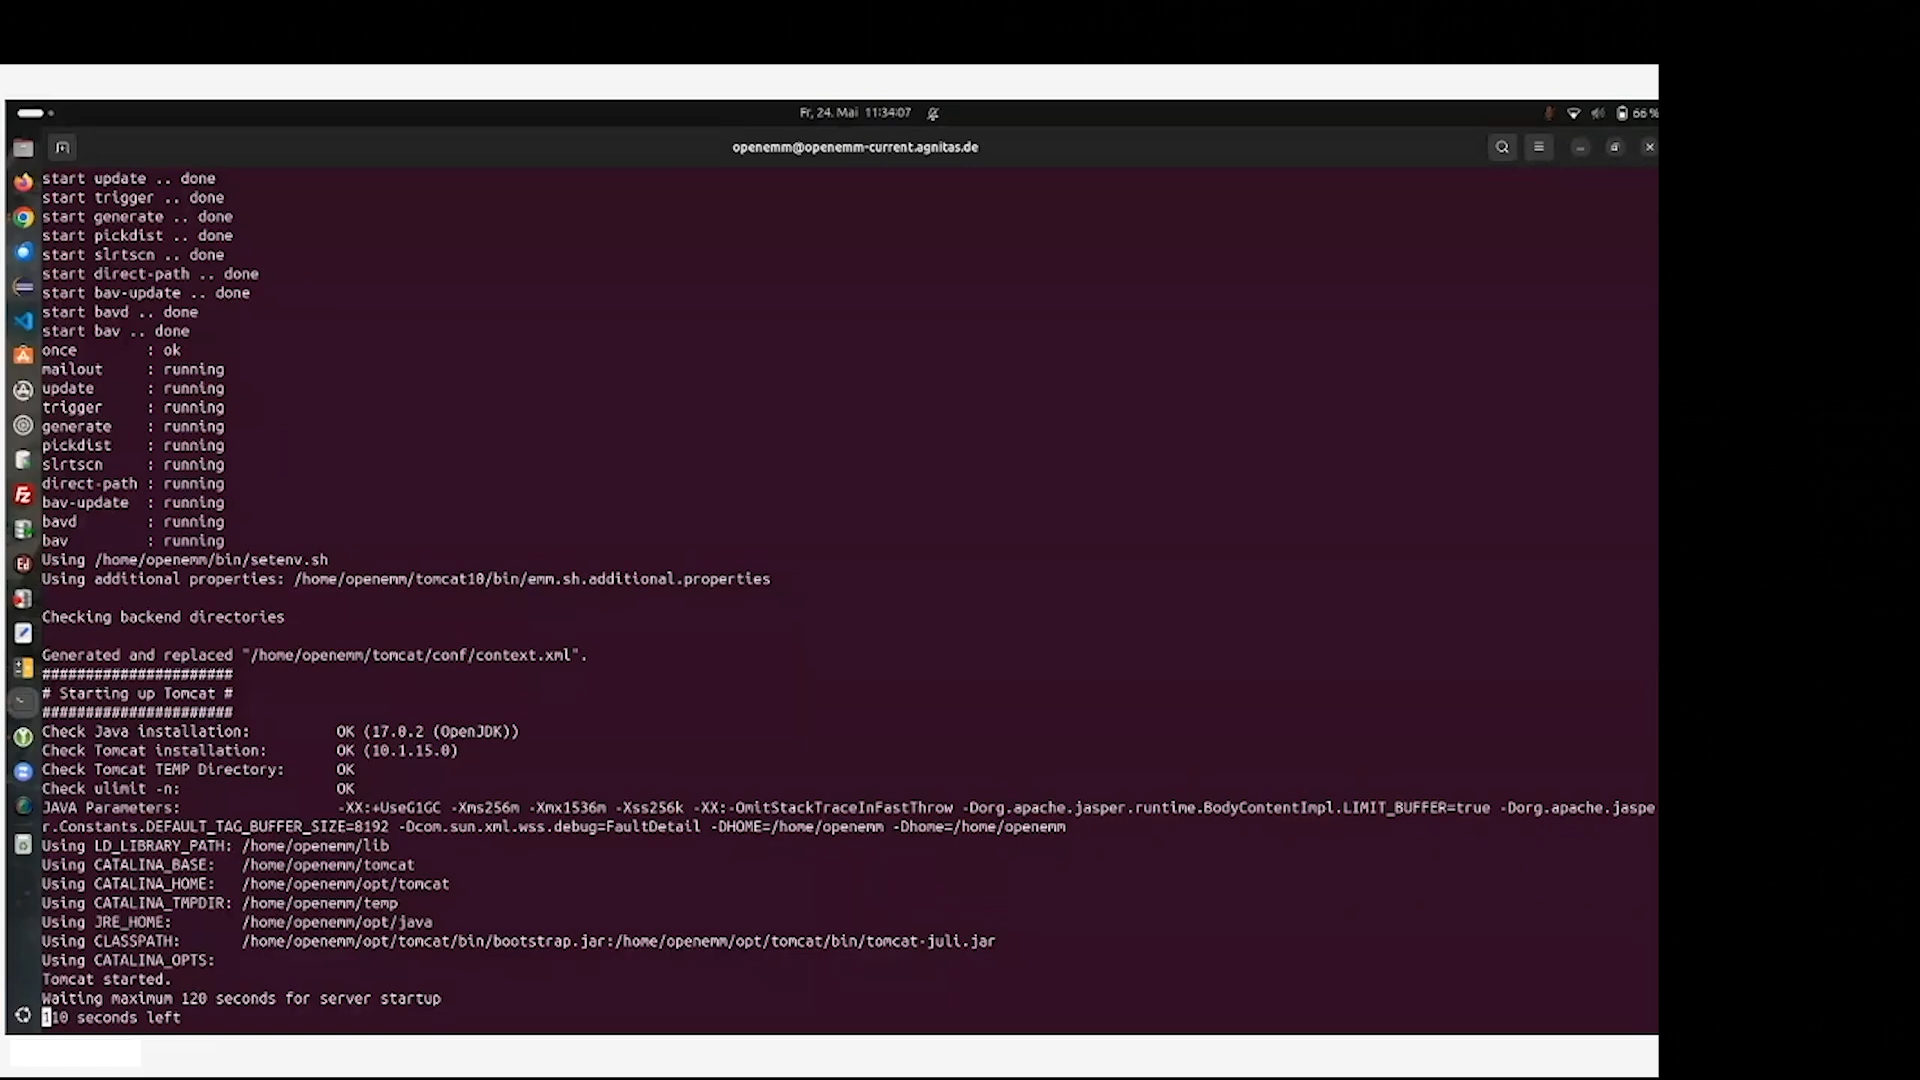 Fr, 24. Mai 11:34:07
66 %
openemm@openemm-current.agnitas.de
start update .. done
start trigger .. done
start generate .. done
start pickdist .. done
start slrtscn .. done
start direct-path .. done
start bav-update .. done
start bavd .. done
start bav .. done
once : ok
mailout : running
update : running
trigger : running
generate : running
pickdist : running
slrtscn : running
direct-path : running
bav-update : running
bavd : running
bav : running
Using /home/openemm/bin/setenv.sh
Using additional properties: /home/openemm/tomcat10/bin/emm.sh.additional.properties
Checking backend directories
Generated and replaced "/home/openemm/tomcat/conf/context.xml".
######################
# Starting up Tomcat #
######################
Check Java installation: OK (17.0.2 (OpenJDK))
Check Tomcat installation: OK (10.1.15.0)
Check Tomcat TEMP Directory: OK
Check ulimit -n: OK
JAVA Parameters: -XX:+UseG1GC -Xms256m -Xmx1536m -Xss256k -XX:-OmitStackTraceInFastThrow -Dorg.apache.jasper.runtime.BodyContentImpl.LIMIT_BUFFER=true -Dorg.apache.jaspe
r.Constants.DEFAULT_TAG_BUFFER_SIZE=8192 -Dcom.sun.xml.wss.debug=FaultDetail -DHOME=/home/openemm -Dhome=/home/openemm
Using LD_LIBRARY_PATH: /home/openemm/lib
Using CATALINA_BASE: /home/openemm/tomcat
Using CATALINA_HOME: /home/openemm/opt/tomcat
Using CATALINA_TMPDIR: /home/openemm/temp
Using JRE_HOME: /home/openemm/opt/java
Using CLASSPATH: /home/openemm/opt/tomcat/bin/bootstrap.jar:/home/openemm/opt/tomcat/bin/tomcat-juli.jar
Using CATALINA_OPTS:
Tomcat started.
Waiting maximum 120 seconds for server startup
110 seconds left